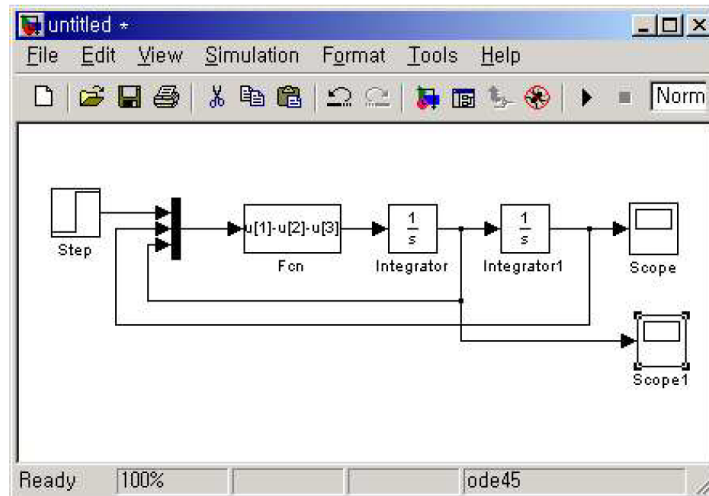 untitled *
File Edit View Simulation Format Tools Help
Norm
Step
u[1]-u[2]-u[3]
Fcn
1
s
Integrator
1
s
Integrator1
Scope
Scope1
Ready 100% ode45